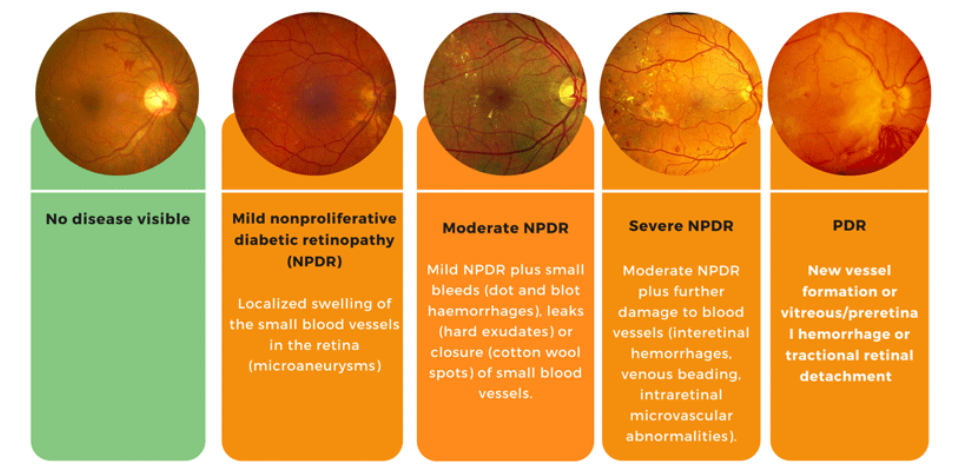 No disease visible
Mild nonproliferative
diabetic retinopathy
(NPDR)
Localized swelling of
the small blood vessels
in the retina
(microaneurysms)
Moderate NPDR
Mild NPDR plus small
bleeds (dot and blot
haemorrhages), leaks
(hard exudates) or
closure (cotton wool
spots) of small blood
vessels.
Severe NPDR
Moderate NPDR
plus further
damage to blood
vessels (interetinal
hemorrhages,
venous beading,
intraretinal
microvascular
abnormalities).
PDR
New vessel
formation or
vitreous/preretina
l hemorrhage or
tractional retinal
detachment